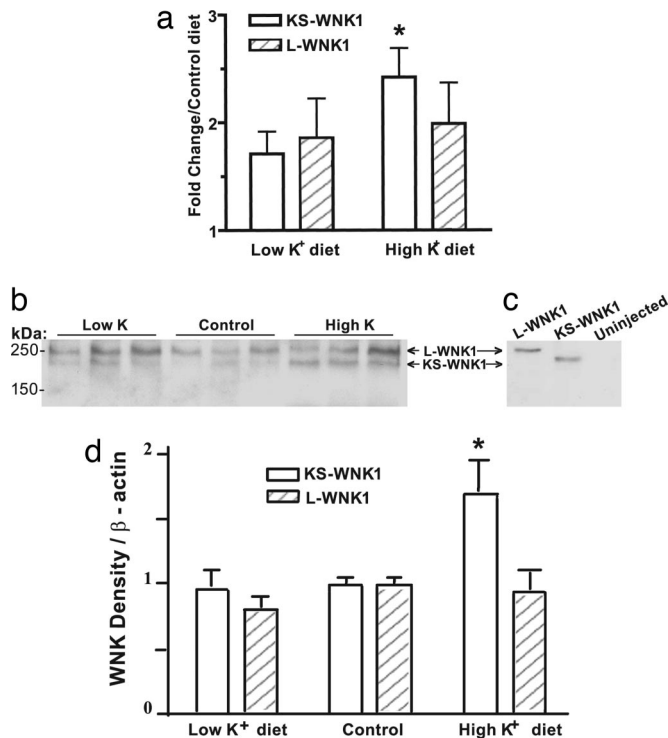 a
3
2
1
Fold Change/Control diet
KS-WNK1
L-WNK1
*
Low K+ diet
High K+ diet
b
kDa:
250-
150-
Low K
Control
High K
L-WNK1
KS-WNK1
c
L-WNK1
KS-WNK1
Uninjected
d
2
1
0
WNK Density / β - actin
KS-WNK1
L-WNK1
*
Low K+ diet
Control
High K+ diet